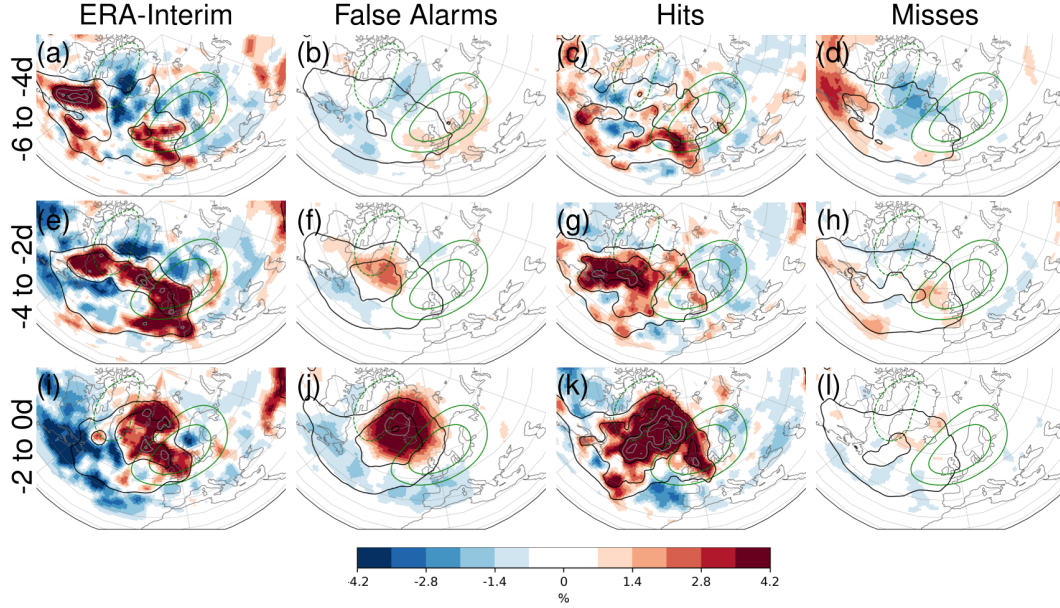 ERA-Interim False Alarms Hits Misses
-6 to -4d
(a) (b) (c) (d)
-4 to -2d
(e) (f) (g) (h)
-2 to 0d
(i) (j) (k) (l)
-4.2 -2.8 -1.4 0 1.4 2.8 4.2
%